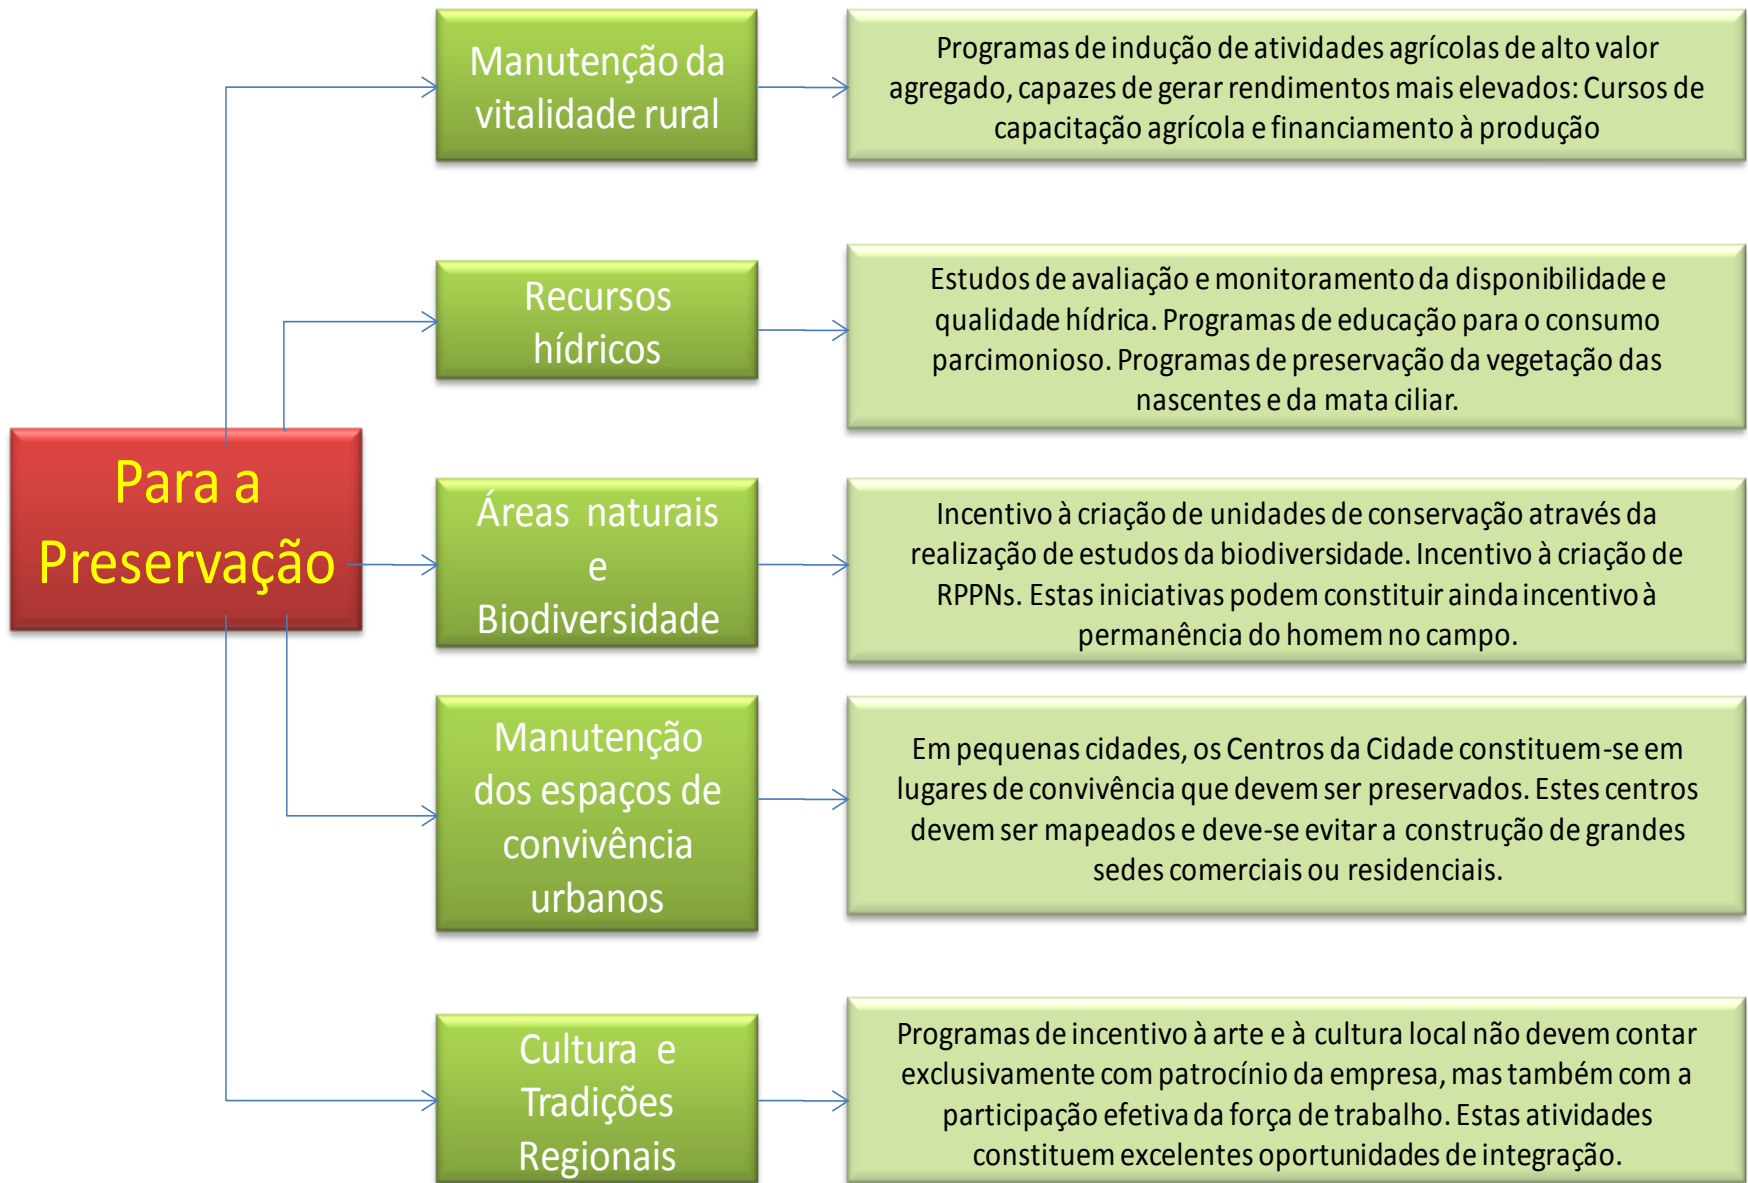 Para a
Preservação
Manutenção da
vitalidade rural
Programas de indução de atividades agrícolas de alto valor
agregado, capazes de gerar rendimentos mais elevados: Cursos de
capacitação agrícola e financiamento à produção
Recursos
hídricos
Estudos de avaliação e monitoramento da disponibilidade e
qualidade hídrica. Programas de educação para o consumo
parcimonioso. Programas de preservação da vegetação das
nascentes e da mata ciliar.
Áreas naturais
e
Biodiversidade
Incentivo à criação de unidades de conservação através da
realização de estudos da biodiversidade. Incentivo à criação de
RPPNs. Estas iniciativas podem constituir ainda incentivo à
permanência do homem no campo.
Manutenção
dos espaços de
convivência
urbanos
Em pequenas cidades, os Centros da Cidade constituem-se em
lugares de convivência que devem ser preservados. Estes centros
devem ser mapeados e deve-se evitar a construção de grandes
sedes comerciais ou residenciais.
Cultura e
Tradições
Regionais
Programas de incentivo à arte e à cultura local não devem contar
exclusivamente com patrocínio da empresa, mas também com a
participação efetiva da força de trabalho. Estas atividades
constituem excelentes oportunidades de integração.